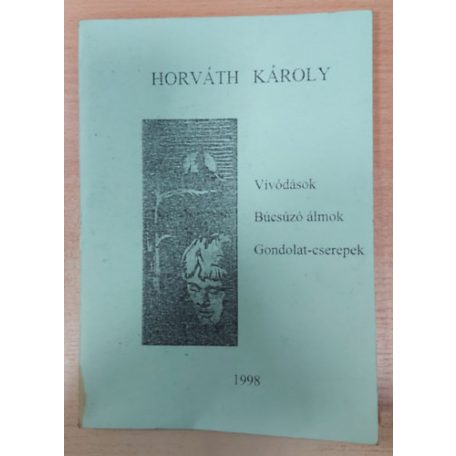 HORVÁTH KÁROLY
Vívódások
Búcsúzó álmok
Gondolat-cserepek
1998